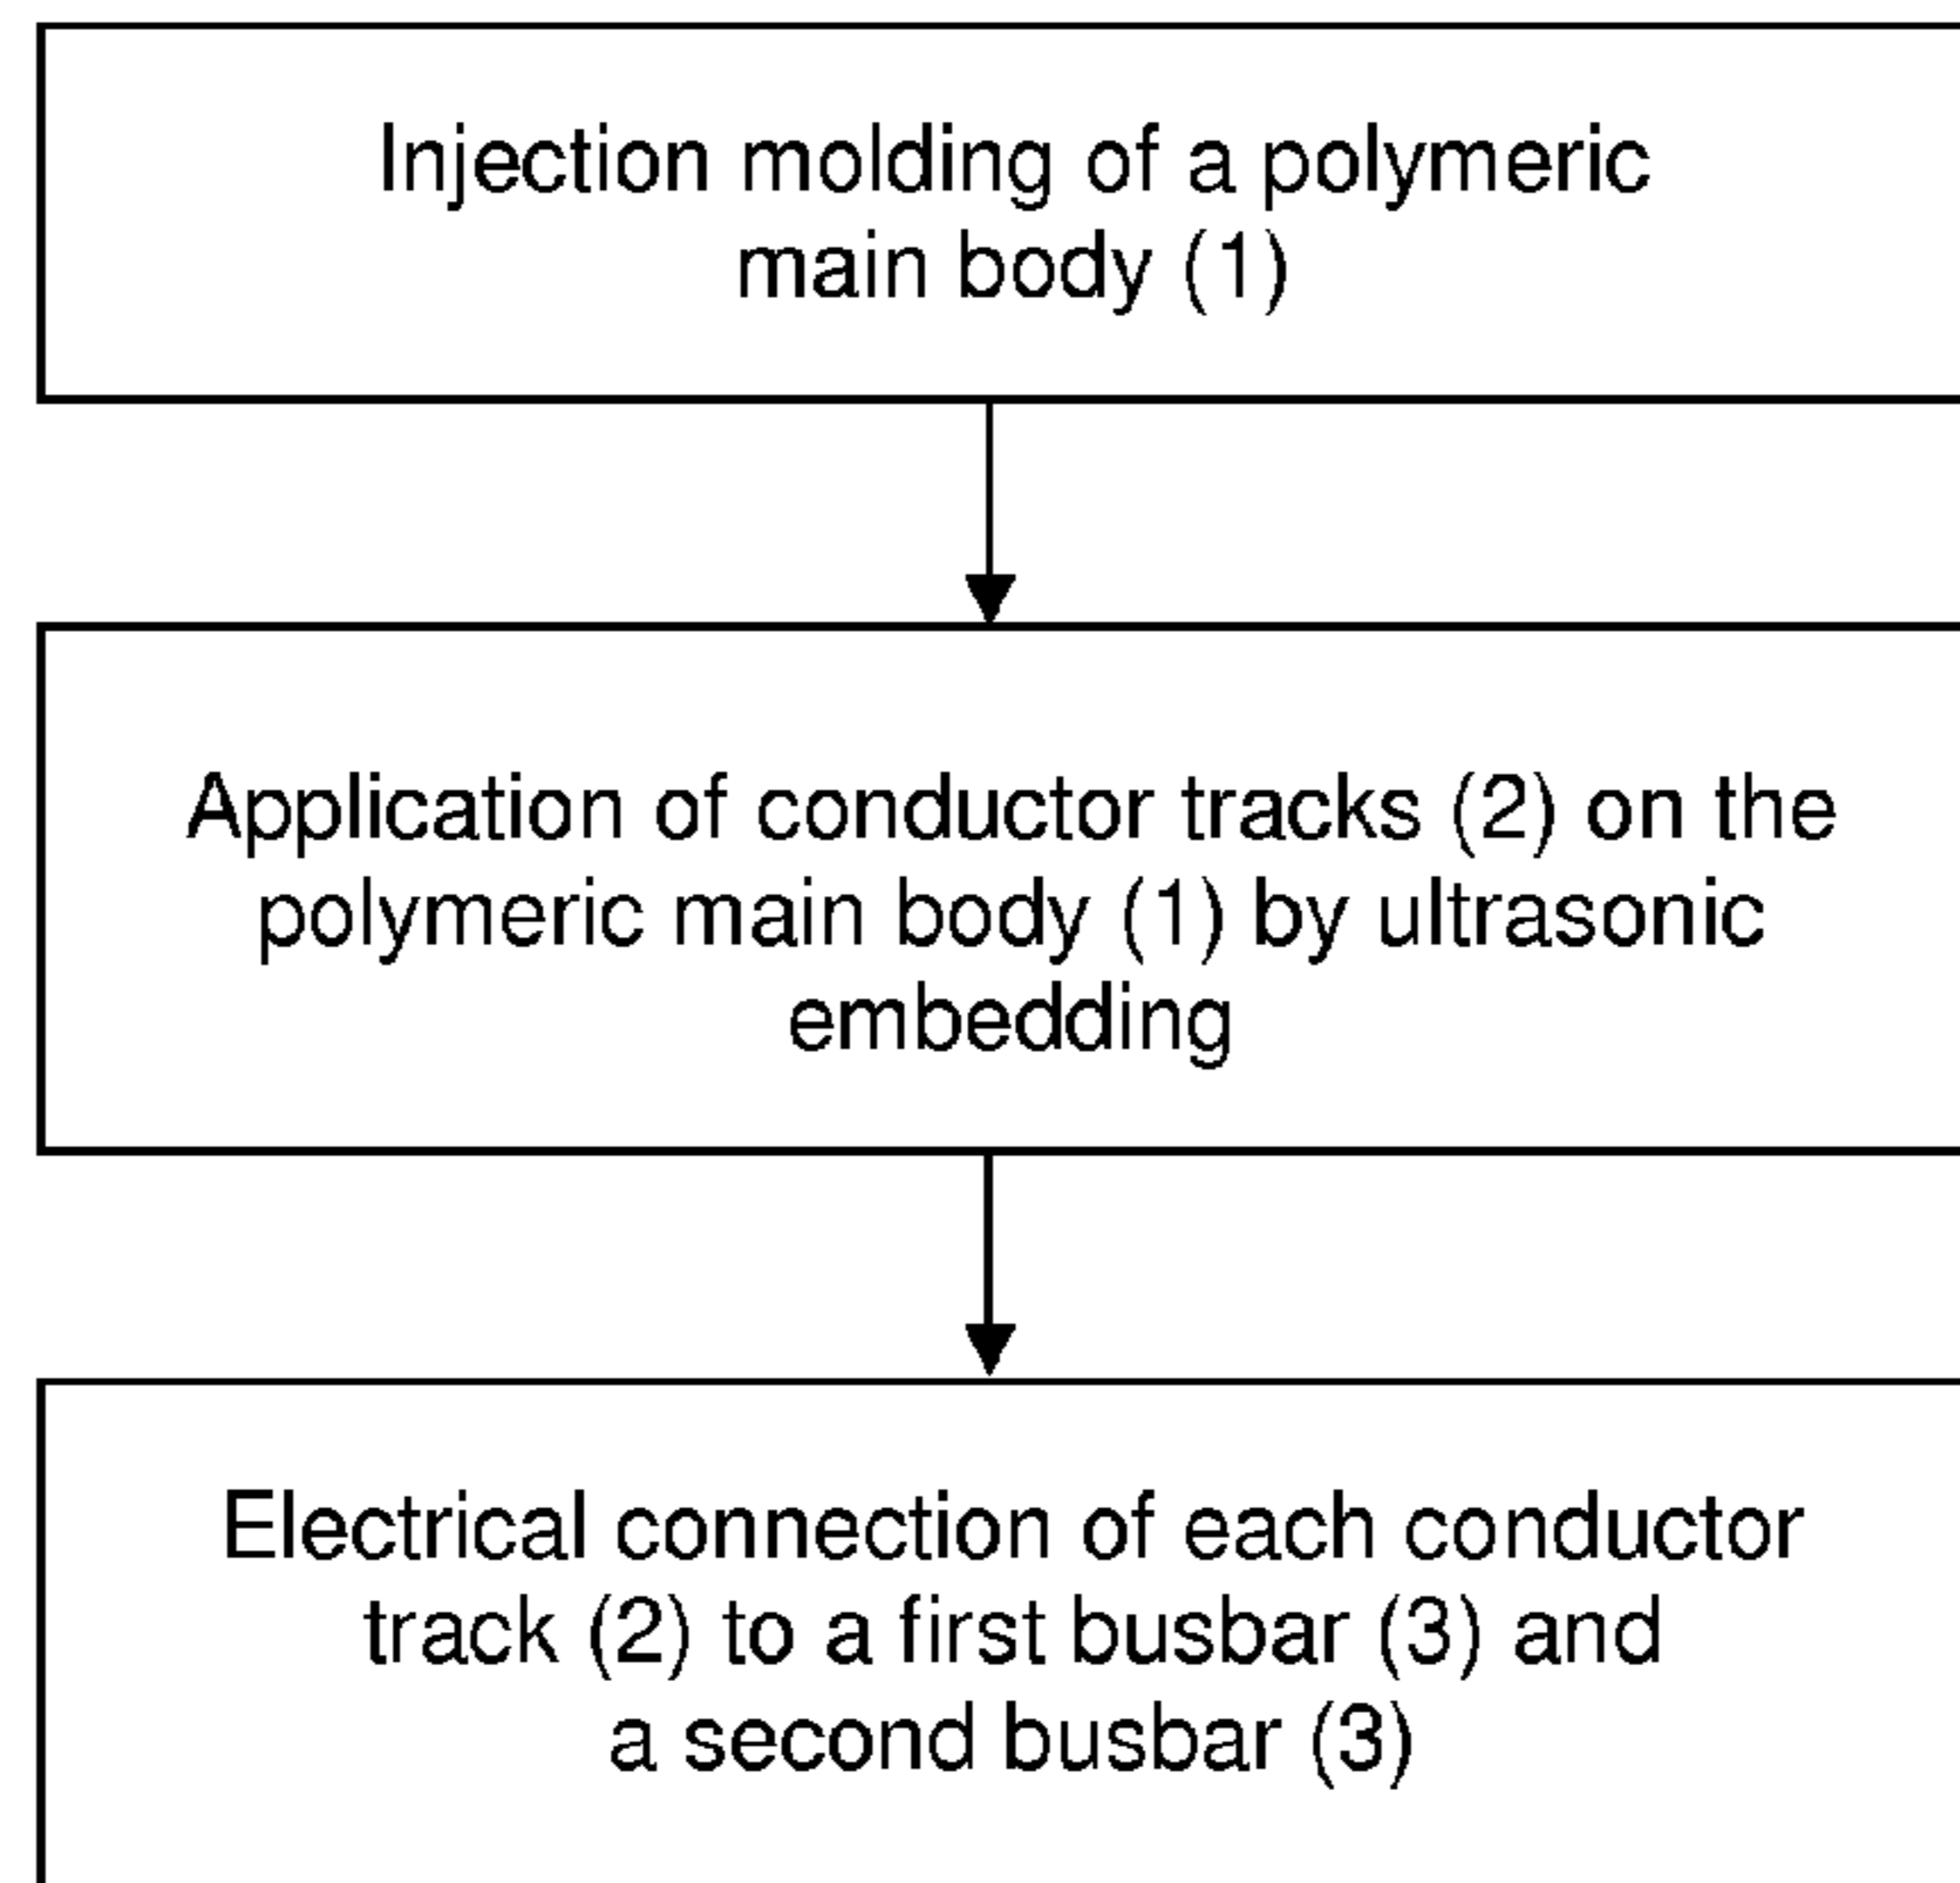 Injection molding of a polymeric
main body (1)
Application of conductor tracks (2) on the
polymeric main body (1) by ultrasonic
embedding
Electrical connection of each conductor
track (2) to a first busbar (3) and
a second busbar (3)